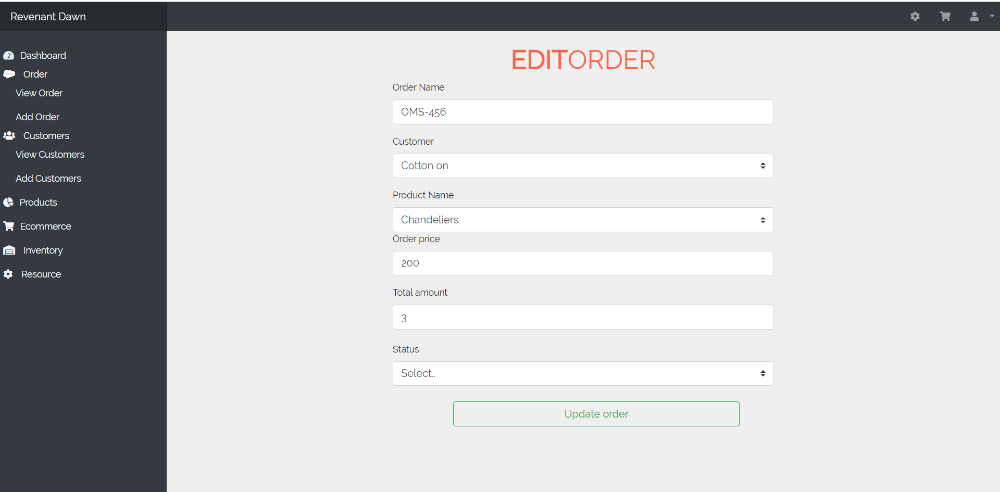 Revenant Dawn
Dashboard
Order
View Order
Add Order
Customers
View Customers
Add Customers
Products
Ecommerce
Inventory
Resource
EDITORDER
Order Name
OMS-456
Customer
Cotton on
Product Name
Chandeliers
Order price
200
Total amount
3
Status
Select..
Update order